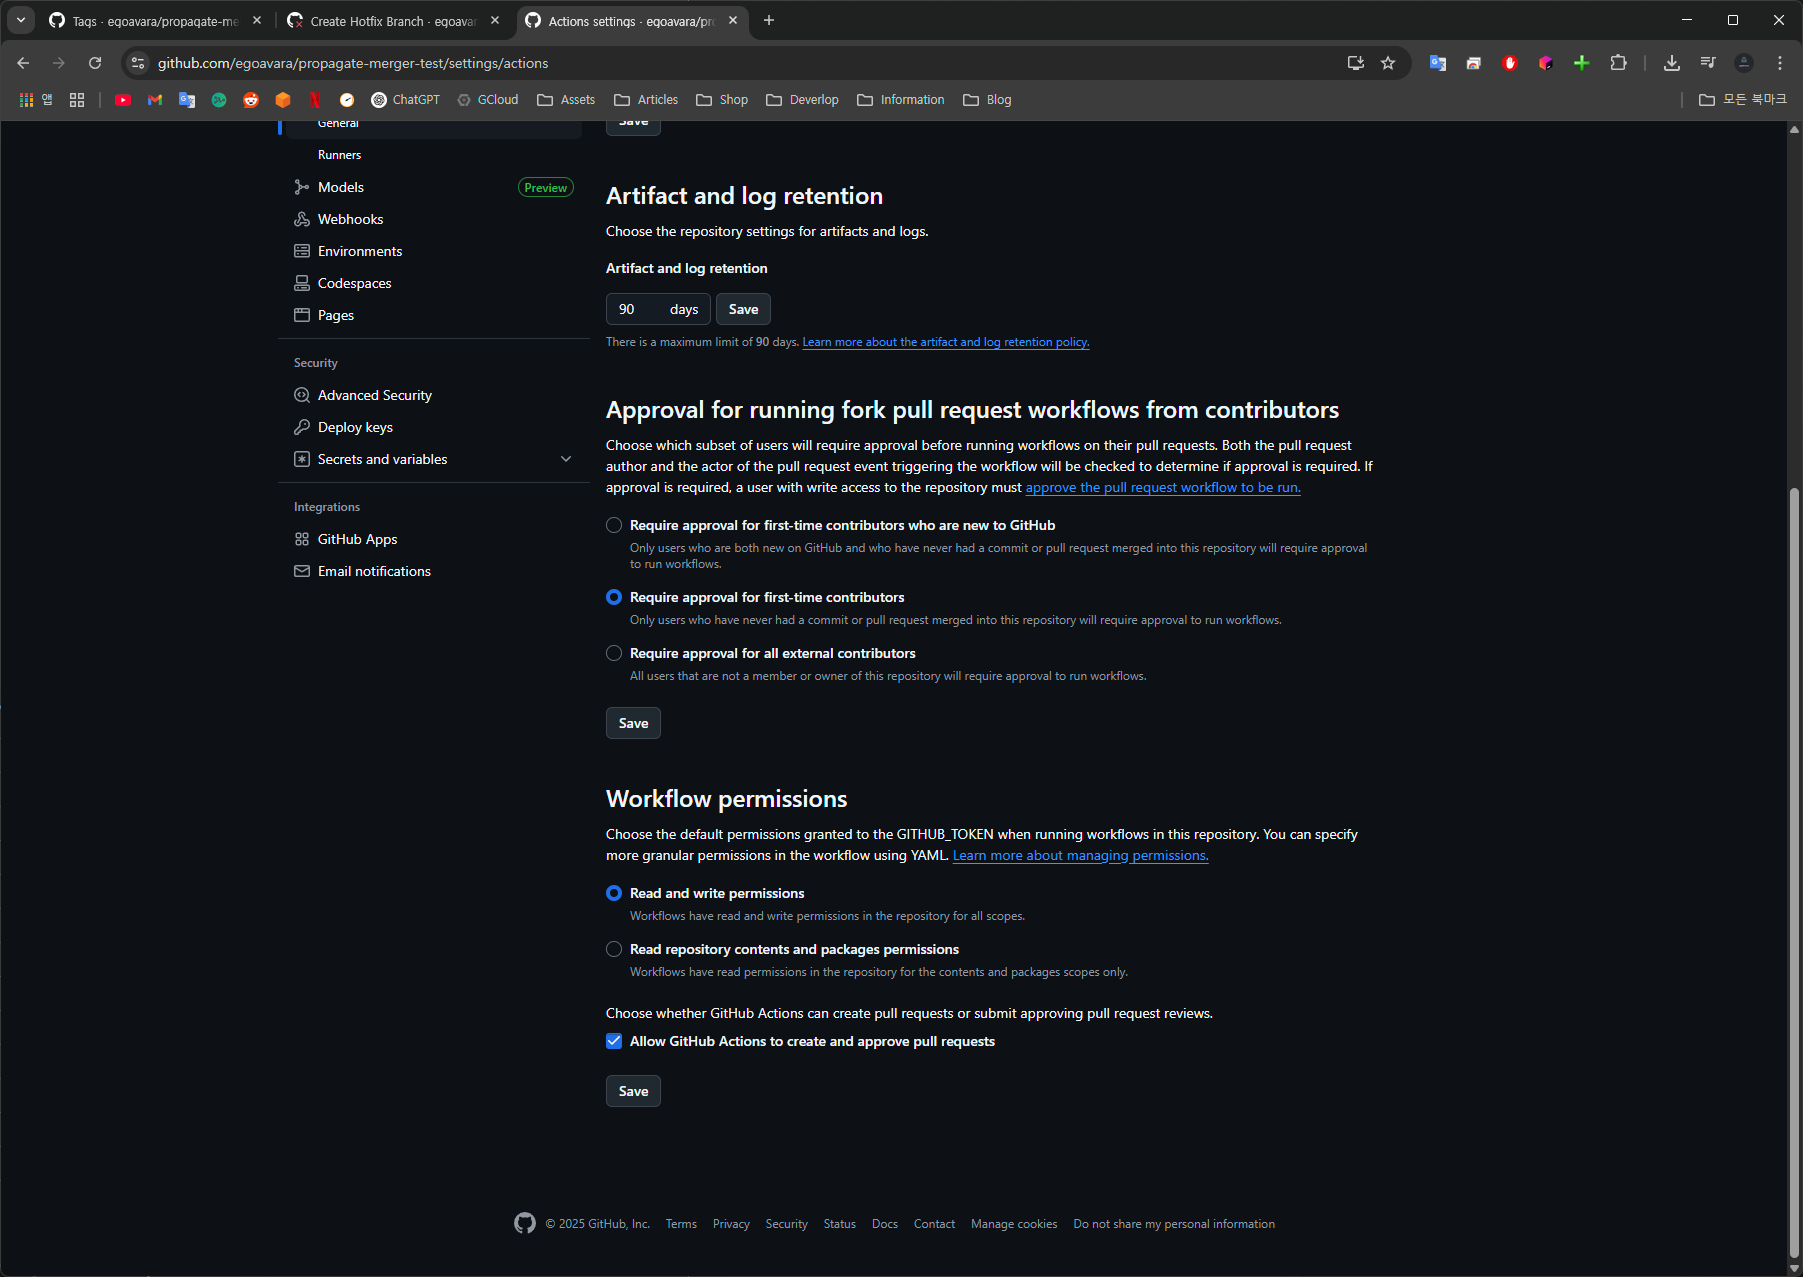 Tags · egoavara/propagate-me
Create Hotfix Branch · egoavar
Actions settings · egoavara/pro
github.com/egoavara/propagate-merger-test/settings/actions
앱
ChatGPT
GCloud
Assets
Articles
Shop
Deverlop
Information
Blog
모든 북마크
General
Runners
Models
Preview
Webhooks
Environments
Codespaces
Pages
Security
Advanced Security
Deploy keys
Secrets and variables
Integrations
GitHub Apps
Email notifications
Save
Artifact and log retention
Choose the repository settings for artifacts and logs.
Artifact and log retention
90 days Save
There is a maximum limit of 90 days. Learn more about the artifact and log retention policy.
Approval for running fork pull request workflows from contributors
Choose which subset of users will require approval before running workflows on their pull requests. Both the pull request
author and the actor of the pull request event triggering the workflow will be checked to determine if approval is required. If
approval is required, a user with write access to the repository must approve the pull request workflow to be run.
Require approval for first-time contributors who are new to GitHub
Only users who are both new on GitHub and who have never had a commit or pull request merged into this repository will require approval
to run workflows.
Require approval for first-time contributors
Only users who have never had a commit or pull request merged into this repository will require approval to run workflows.
Require approval for all external contributors
All users that are not a member or owner of this repository will require approval to run workflows.
Save
Workflow permissions
Choose the default permissions granted to the GITHUB_TOKEN when running workflows in this repository. You can specify
more granular permissions in the workflow using YAML. Learn more about managing permissions.
Read and write permissions
Workflows have read and write permissions in the repository for all scopes.
Read repository contents and packages permissions
Workflows have read permissions in the repository for the contents and packages scopes only.
Choose whether GitHub Actions can create pull requests or submit approving pull request reviews.
Allow GitHub Actions to create and approve pull requests
Save
© 2025 GitHub, Inc. Terms Privacy Security Status Docs Contact Manage cookies Do not share my personal information